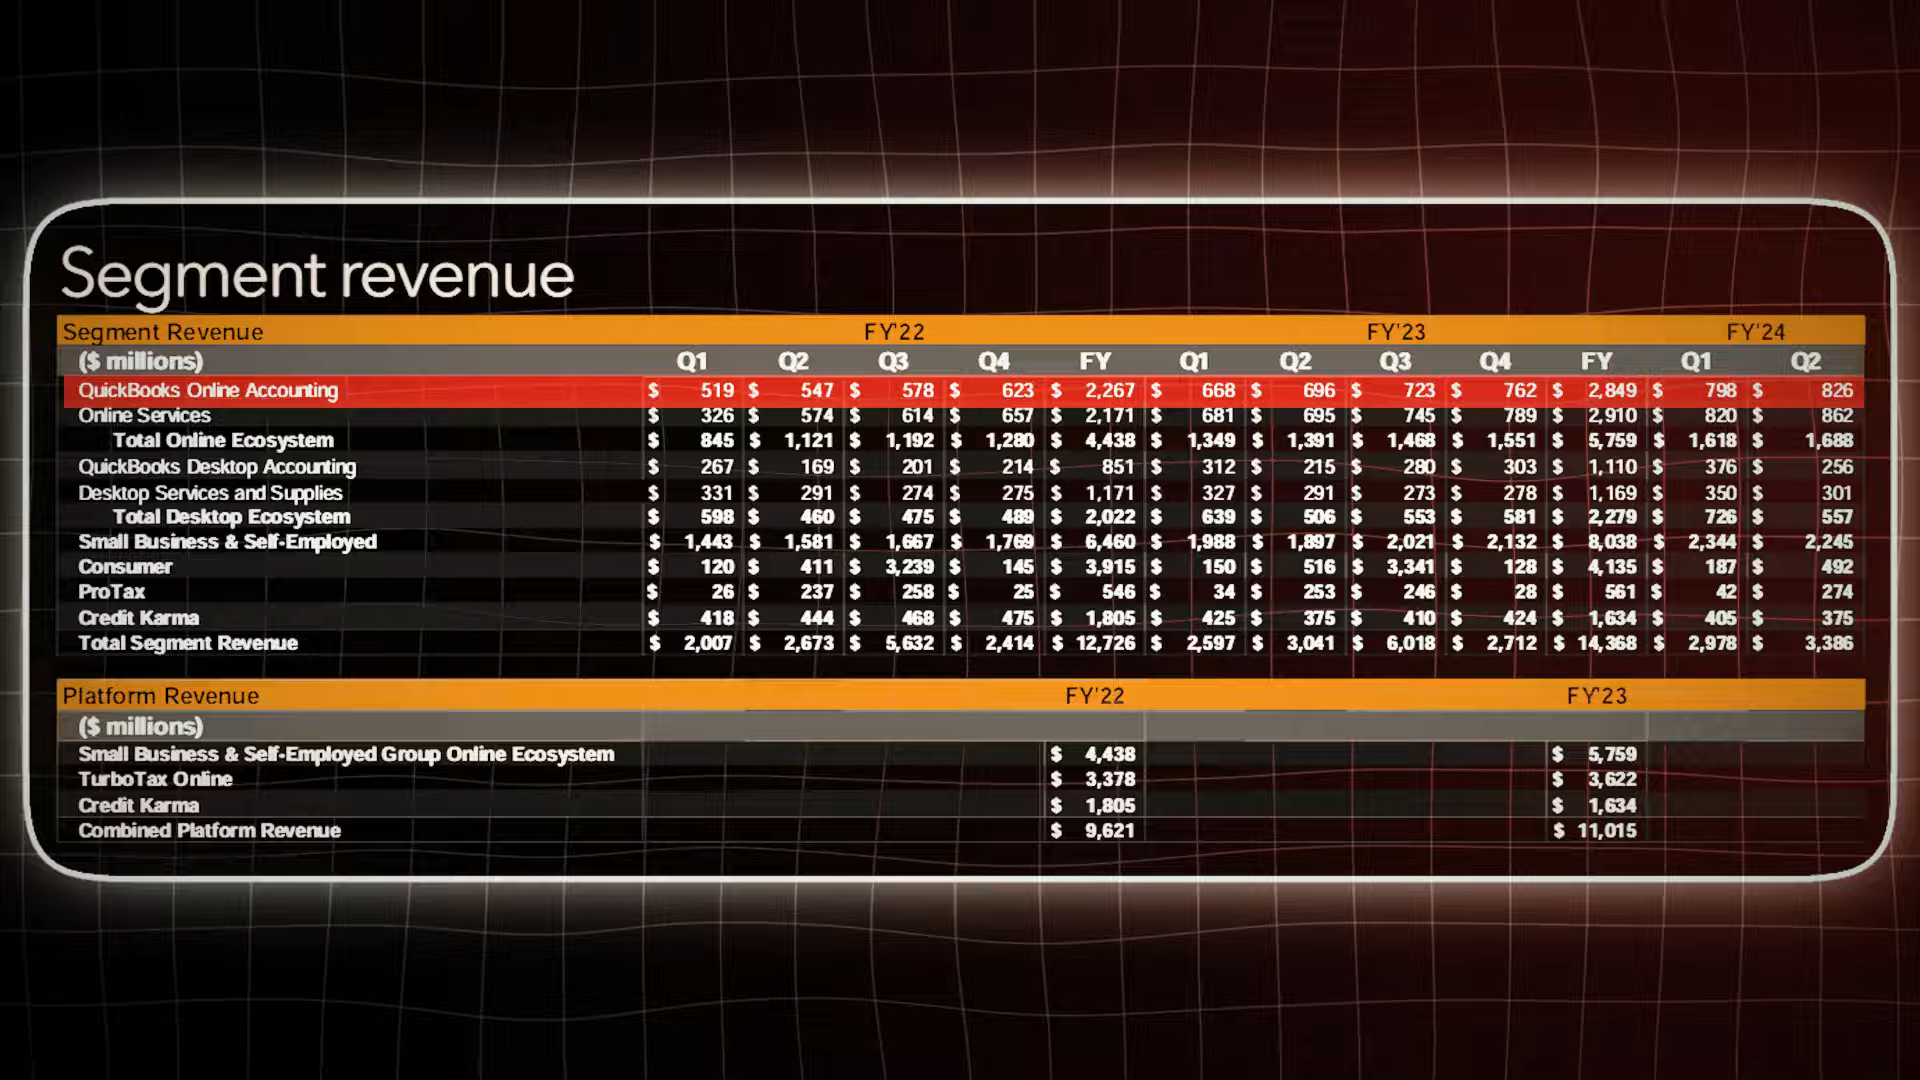 Segment revenue
Segment Revenue FY'22 FY'23 FY'24
($ millions) Q1 Q2 Q3 Q4 FY Q1 Q2 Q3 Q4 FY Q1 Q2
QuickBooks Online Accounting $ 519 $ 547 $ 578 $ 623 $ 2,267 $ 668 $ 696 $ 723 $ 762 $ 2,849 $ 798 $ 826
Online Services $ 326 $ 574 $ 614 $ 657 $ 2,171 $ 681 $ 695 $ 745 $ 789 $ 2,910 $ 820 $ 862
Total Online Ecosystem $ 845 $ 1,121 $ 1,192 $ 1,280 $ 4,438 $ 1,349 $ 1,391 $ 1,468 $ 1,551 $ 5,759 $ 1,618 $ 1,688
QuickBooks Desktop Accounting $ 267 $ 169 $ 201 $ 214 $ 851 $ 312 $ 215 $ 280 $ 303 $ 1,110 $ 376 $ 256
Desktop Services and Supplies $ 331 $ 291 $ 274 $ 275 $ 1,171 $ 327 $ 291 $ 273 $ 278 $ 1,169 $ 350 $ 301
Total Desktop Ecosystem $ 598 $ 460 $ 475 $ 489 $ 2,022 $ 639 $ 506 $ 553 $ 581 $ 2,279 $ 726 $ 557
Small Business & Self-Employed $ 1,443 $ 1,581 $ 1,667 $ 1,769 $ 6,460 $ 1,988 $ 1,897 $ 2,021 $ 2,132 $ 8,038 $ 2,344 $ 2,245
Consumer $ 120 $ 411 $ 3,239 $ 145 $ 3,915 $ 150 $ 516 $ 3,341 $ 128 $ 4,135 $ 187 $ 492
ProTax $ 26 $ 237 $ 258 $ 25 $ 546 $ 34 $ 253 $ 246 $ 28 $ 561 $ 42 $ 274
Credit Karma $ 418 $ 444 $ 468 $ 475 $ 1,805 $ 425 $ 375 $ 410 $ 424 $ 1,634 $ 405 $ 375
Total Segment Revenue $ 2,007 $ 2,673 $ 5,632 $ 2,414 $ 12,726 $ 2,597 $ 3,041 $ 6,018 $ 2,712 $ 14,368 $ 2,978 $ 3,386
Platform Revenue FY'22 FY'23
($ millions)
Small Business & Self-Employed Group Online Ecosystem $ 4,438 $ 5,759
TurboTax Online $ 3,378 $ 3,622
Credit Karma $ 1,805 $ 1,634
Combined Platform Revenue $ 9,621 $ 11,015